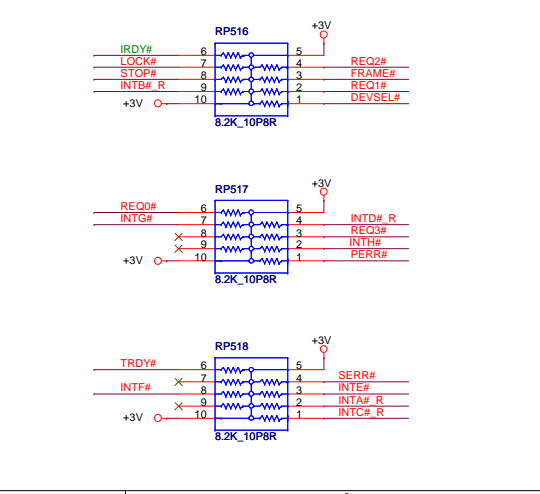 RP516
+3V
IRDY# 6 5
LOCK# 7 4 REQ2#
STOP# 8 3 FRAME#
INTB#_R 9 2 REQ1#
+3V 10 1 DEVSEL#
8.2K_10P8R
RP517
+3V
REQ0# 6 5
INTG# 7 4 INTD#_R
8 3 REQ3#
9 2 INTH#
+3V 10 1 PERR#
8.2K_10P8R
RP518
+3V
TRDY# 6 5
7 4 SERR#
INTF# 8 3 INTE#
9 2 INTA#_R
+3V 10 1 INTC#_R
8.2K_10P8R